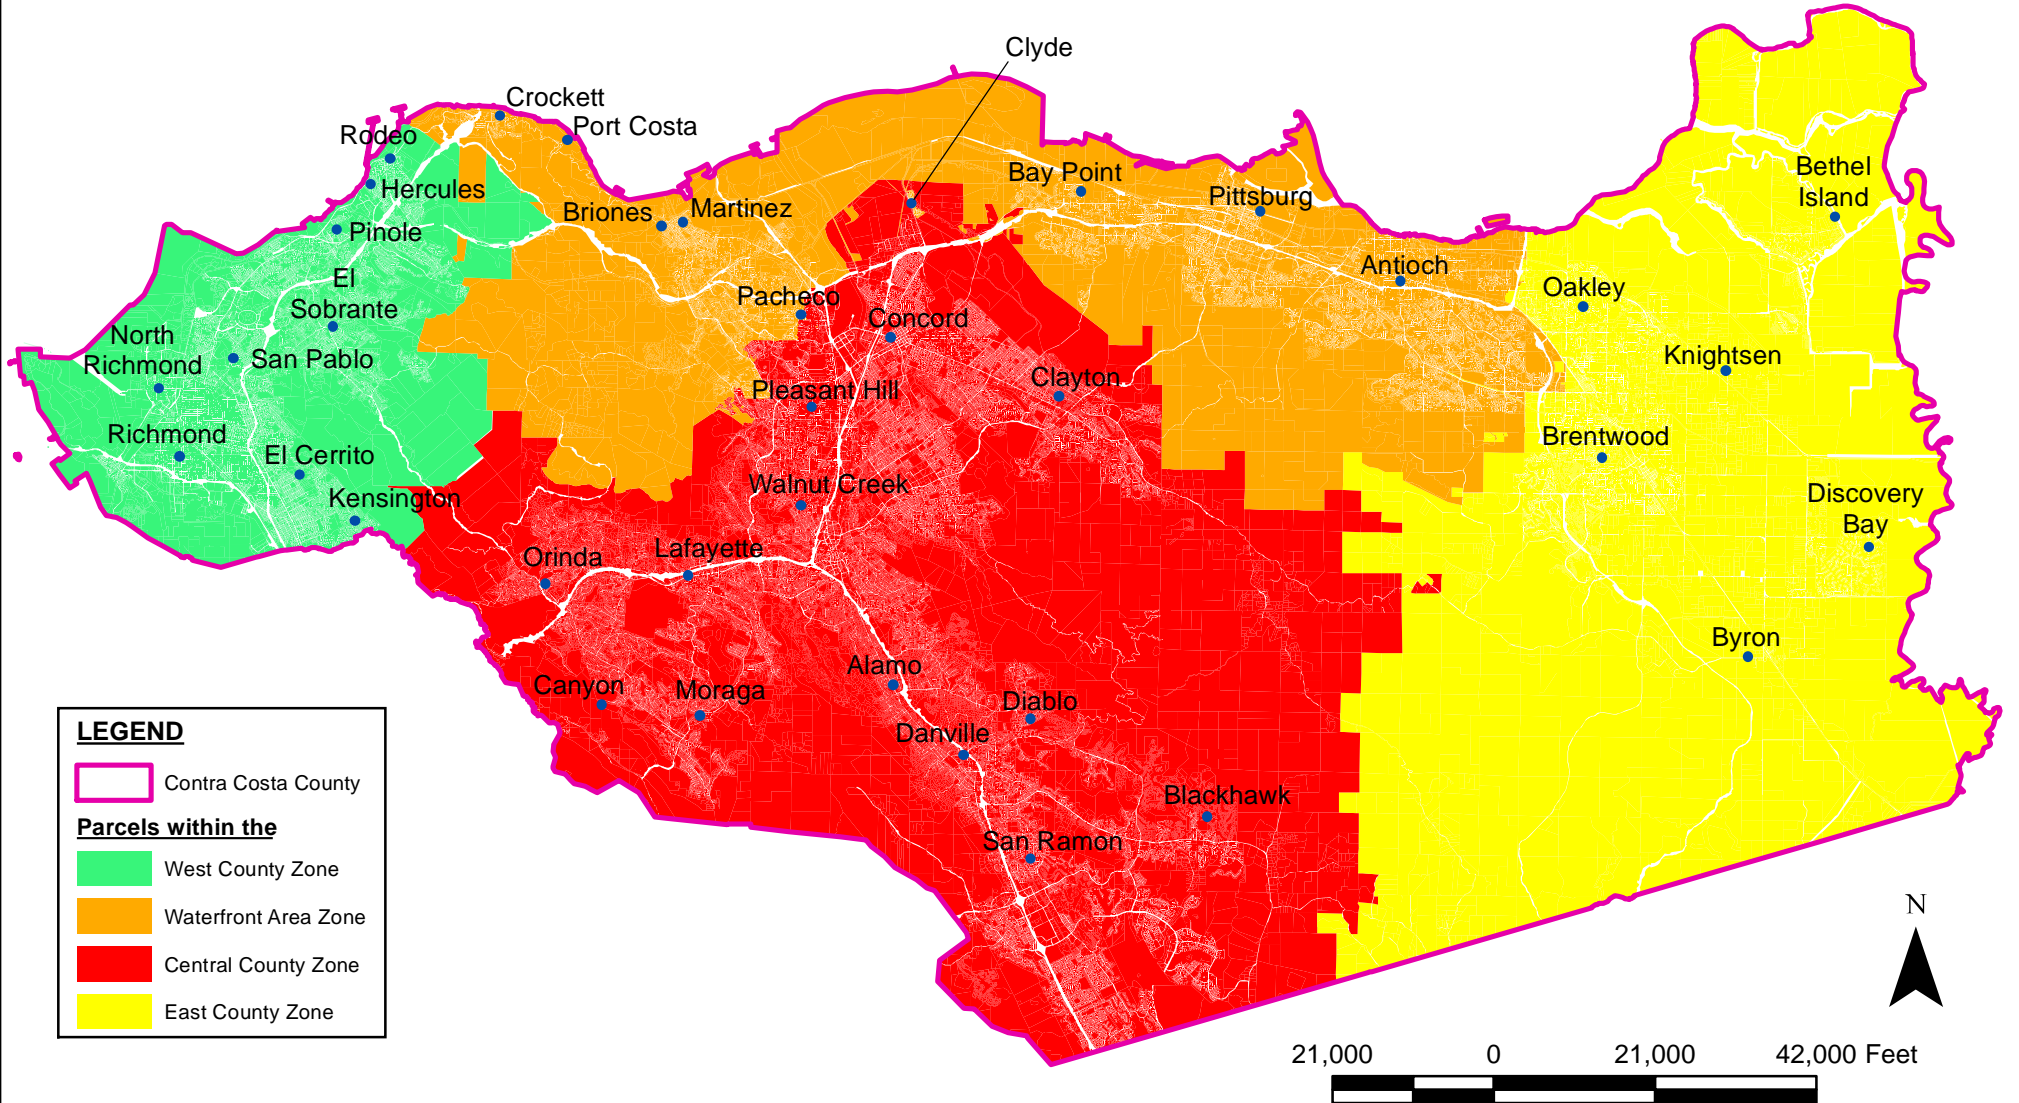 Clyde
Crockett
Port Costa
Rodeo
Hercules
Bay Point
Bethel
Island
Pittsburg
Briones
Martinez
Pinole
El
Sobrante
Antioch
Oakley
Pacheco
Concord
North
Richmond
San Pablo
Knightsen
Clayton
Pleasant Hill
Richmond
El Cerrito
Brentwood
Kensington
Walnut Creek
Discovery
Bay
Orinda
Lafayette
Byron
Alamo
Canyon
Moraga
Diablo
Danville
Blackhawk
San Ramon
LEGEND
Contra Costa County
Parcels within the
West County Zone
Waterfront Area Zone
Central County Zone
East County Zone
N
21,000 0 21,000 42,000 Feet